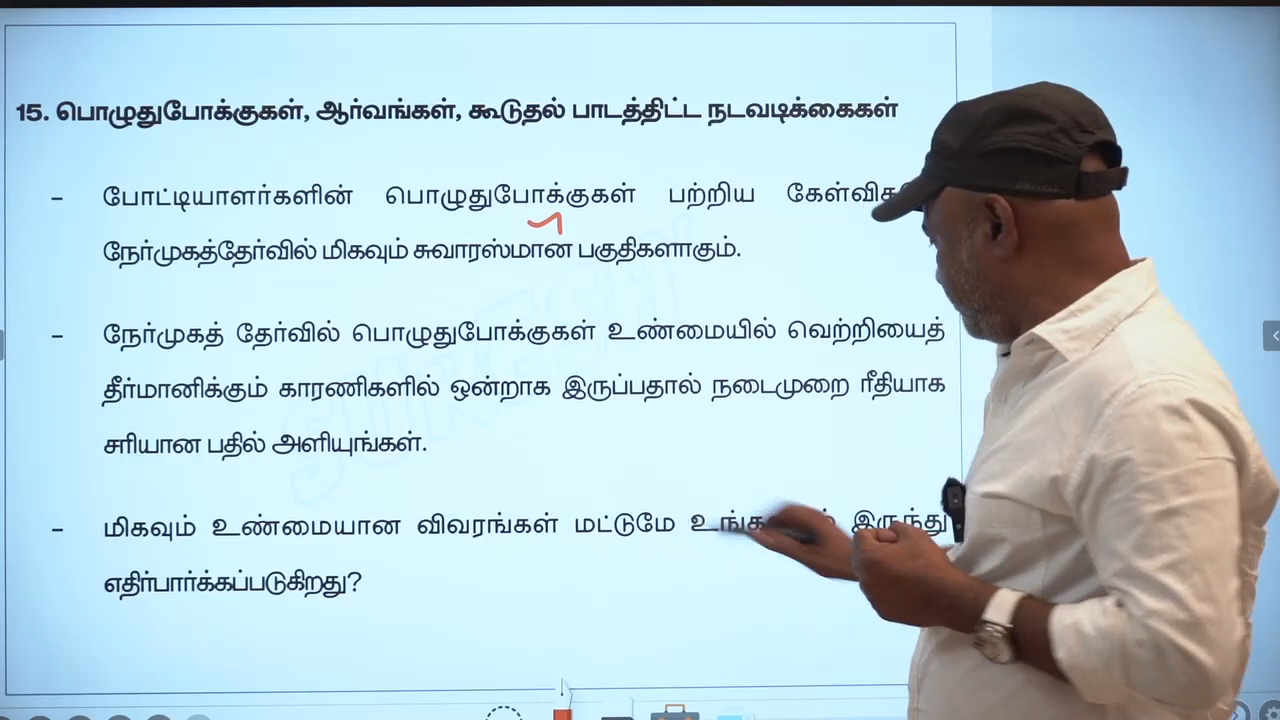 15. பொழுதுபோக்குகள், ஆர்வங்கள், கூடுதல் பாடத்திட்ட நடவடிக்கைகள்
– போட்டியாளர்களின் பொழுதுபோக்குகள் பற்றிய
நேர்முகத்தேர்வில் மிகவும் சுவாரஸ்மான பகுதிகளாகும்.
– நேர்முகத் தேர்வில் பொழுதுபோக்குகள் உண்மையில் வெற்றியைத்
தீர்மானிக்கும் காரணிகளில் ஒன்றாக இருப்பதால் நடைமுறை ரீதியாக
சரியான பதில் அளியுங்கள்.
– மிகவும் உண்மையான விவரங்கள் மட்டுமே இருந்து
எதிர்பார்க்கப்படுகிறது?